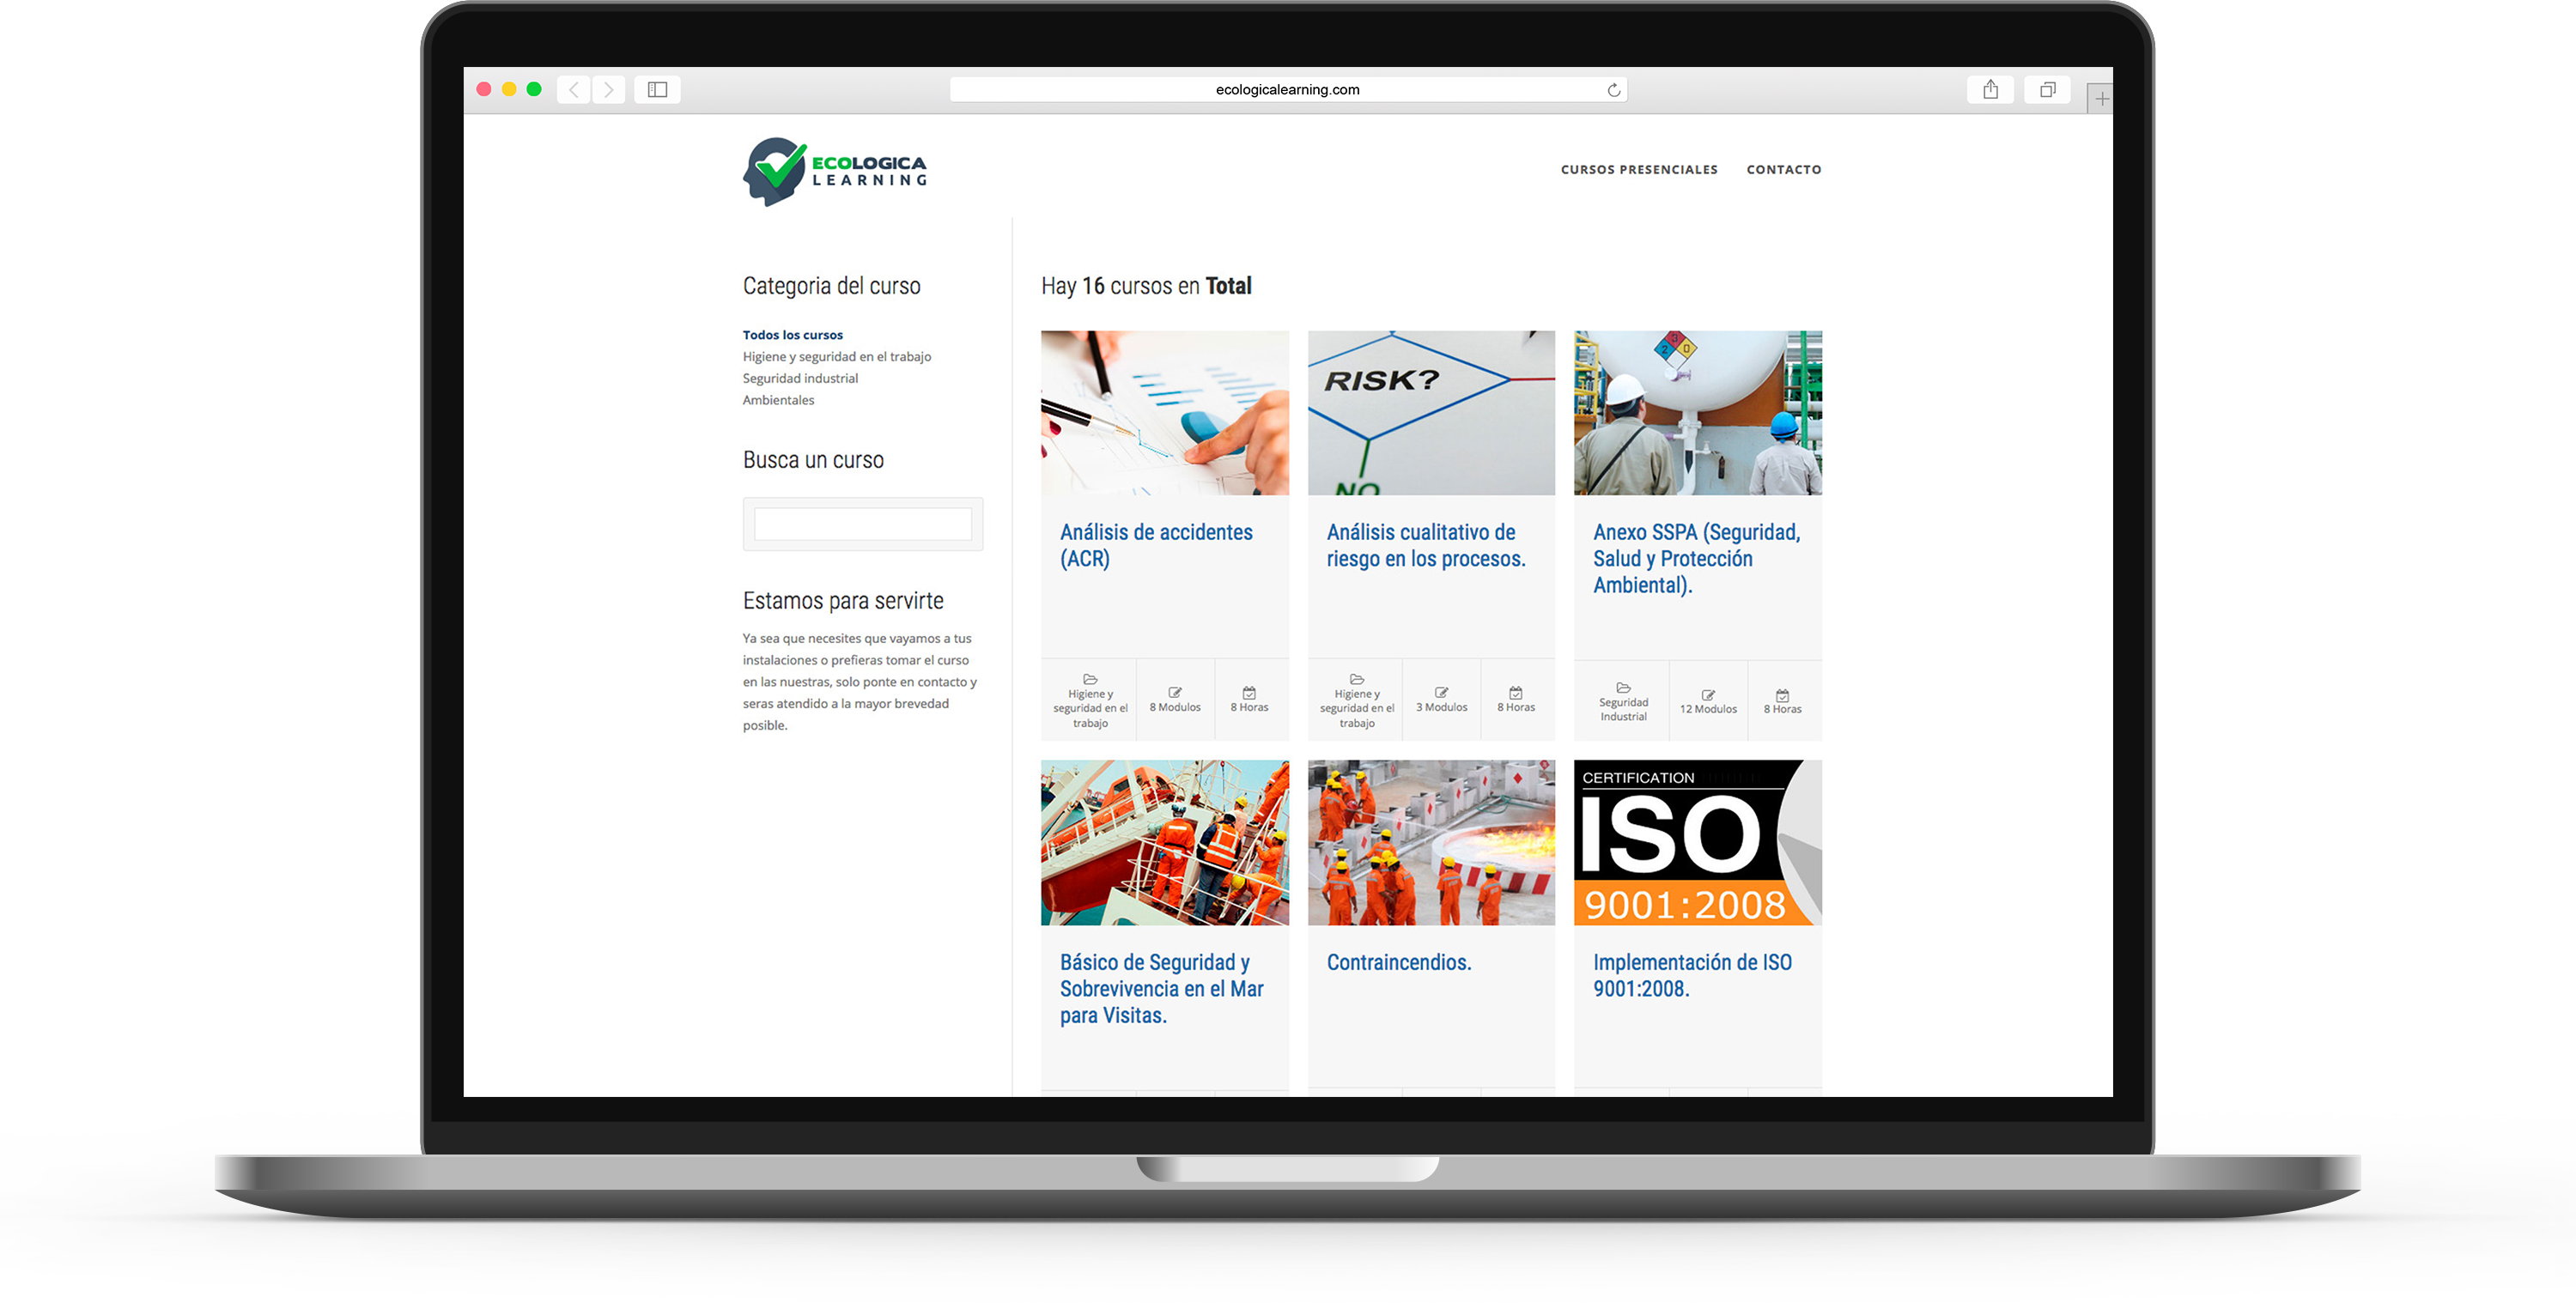 ecologicalearning.com
ECOLOGICA
LEARNING
CURSOS PRESENCIALES
CONTACTO
Categoria del curso
Todos los cursos
Higiene y seguridad en el trabajo
Seguridad industrial
Ambientales
Busca un curso
Estamos para servirte
Ya sea que necesites que vayamos a tus
instalaciones o prefieras tomar el curso
en las nuestras, solo ponte en contacto y
seras atendido a la mayor brevedad
posible.
Hay 16 cursos en Total
RISK?
NO
3
2
0
Análisis de accidentes
(ACR)
Higiene y
seguridad en el
trabajo
8 Modulos
8 Horas
Análisis cualitativo de
riesgo en los procesos.
Higiene y
seguridad en el
trabajo
3 Modulos
8 Horas
Anexo SSPA (Seguridad,
Salud y Protección
Ambiental).
Seguridad
Industrial
12 Modulos
8 Horas
CERTIFICATION
ISO
9001:2008
Básico de Seguridad y
Sobrevivencia en el Mar
para Visitas.
Contraincendios.
Implementación de ISO
9001:2008.